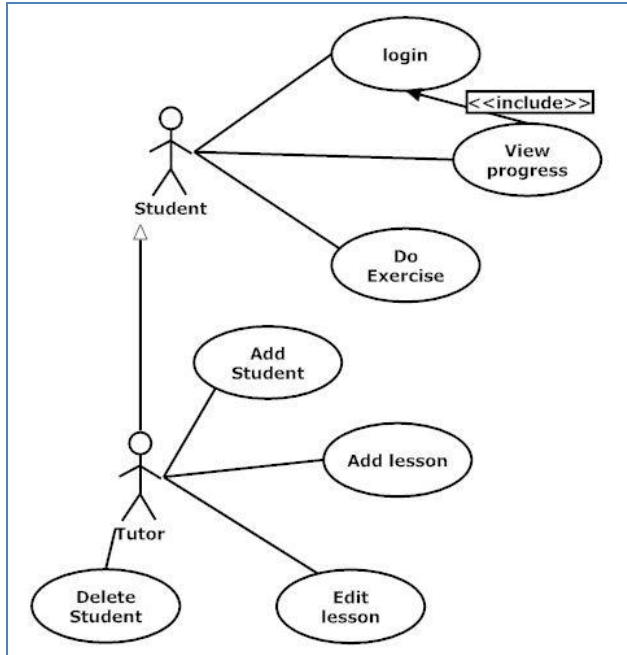 login
<<include>>
View
progress
Student
Do
Exercise
Add
Student
Add lesson
Tutor
Delete
Student
Edit
lesson